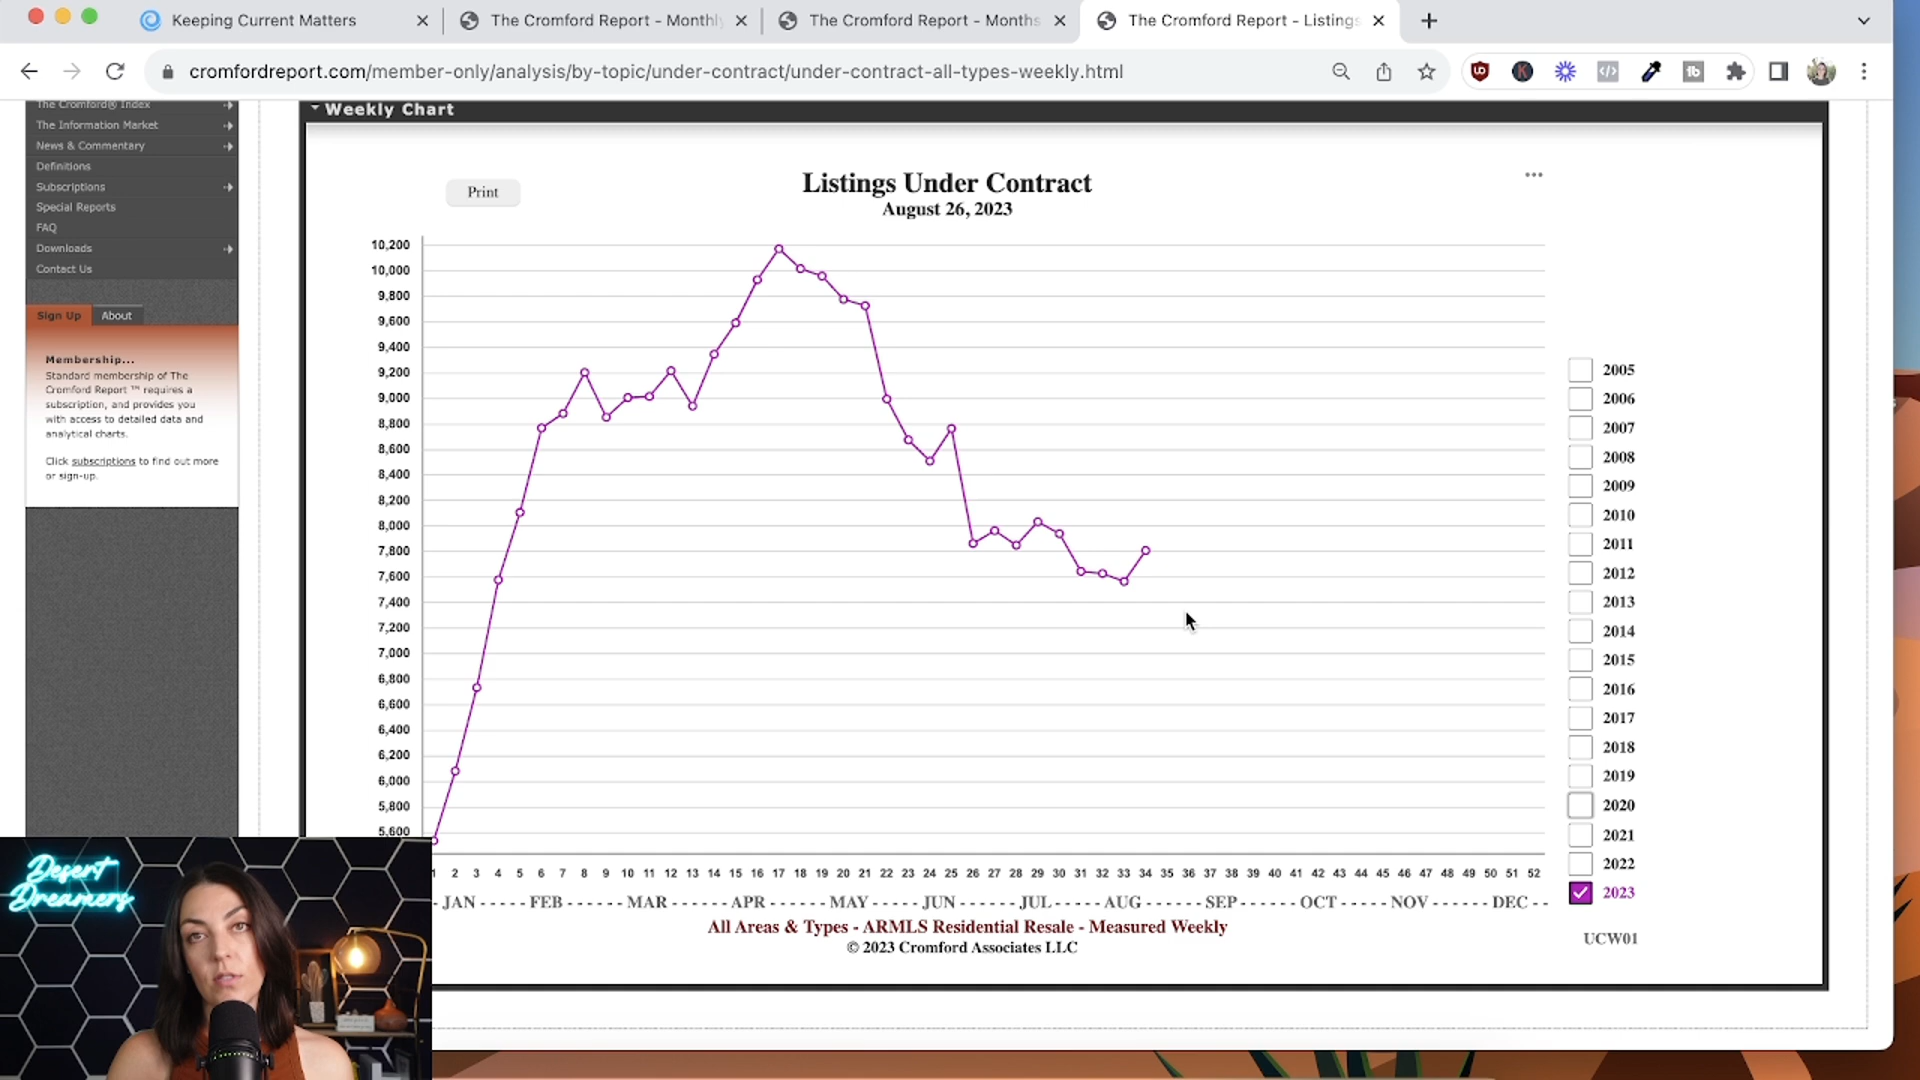 Keeping Current Matters
The Cromford Report - Monthly
The Cromford Report - Months
The Cromford Report - Listings
cromfordreport.com/member-only/analysis/by-topic/under-contract/under-contract-all-types-weekly.html
The Cromford® Index
The Information Market
News & Commentary
Definitions
Subscriptions
Special Reports
FAQ
Downloads
Contact Us
Sign Up
About
Membership...
Standard membership of The
Cromford Report ™ requires a
subscription, and provides you
with access to detailed data and
analytical charts.
Click subscriptions to find out more
or sign-up.
Weekly Chart
Print
Listings Under Contract
August 26, 2023
10,200
10,000
9,800
9,600
9,400
9,200
9,000
8,800
8,600
8,400
8,200
8,000
7,800
7,600
7,400
7,200
7,000
6,800
6,600
6,400
6,200
6,000
5,800
5,600
1 2 3 4 5 6 7 8 9 10 11 12 13 14 15 16 17 18 19 20 21 22 23 24 25 26 27 28 29 30 31 32 33 34 35 36 37 38 39 40 41 42 43 44 45 46 47 48 49 50 51 52
- JAN - - - - - FEB - - - - - - MAR - - - - - - APR - - - - - - MAY - - - - - JUN - - - - - - JUL - - - - - AUG - - - - - - SEP - - - - - - OCT - - - - - NOV - - - - - - DEC - -
All Areas & Types - ARMLS Residential Resale - Measured Weekly
© 2023 Cromford Associates LLC
2005
2006
2007
2008
2009
2010
2011
2012
2013
2014
2015
2016
2017
2018
2019
2020
2021
2022
2023
UCW01
Desert
Dreamers